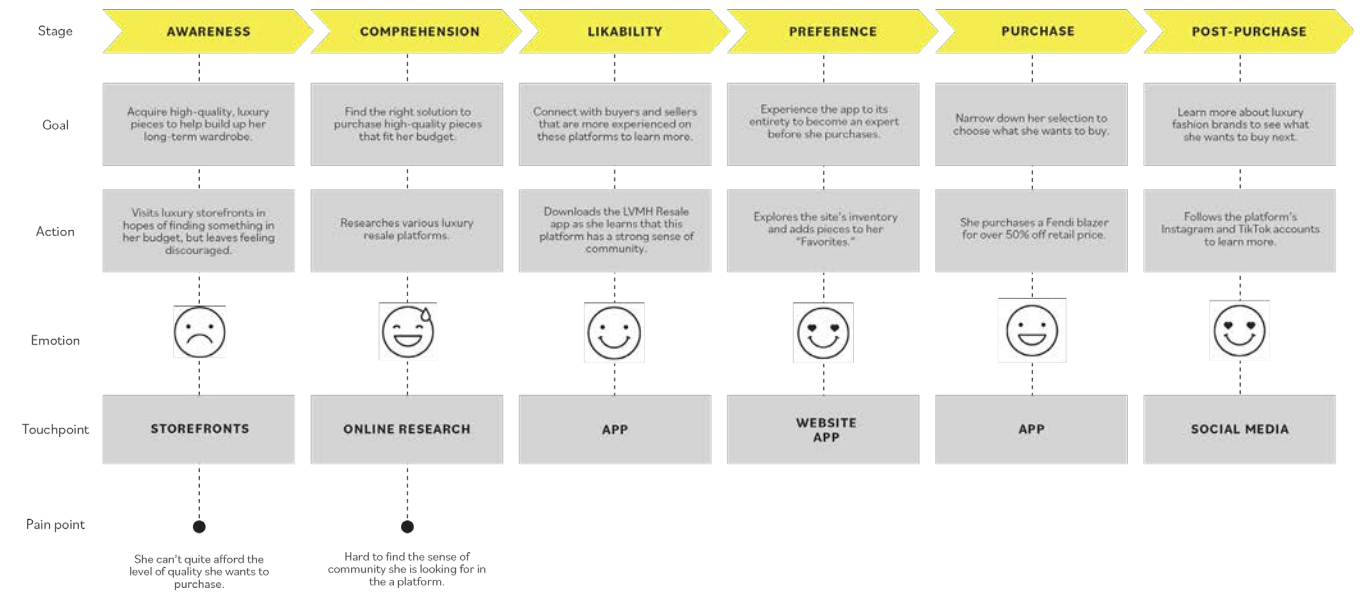 Stage
AWARENESS
COMPREHENSION
LIKABILITY
PREFERENCE
PURCHASE
POST-PURCHASE
Goal
Acquire high-quality, luxury
pieces to help build up her
long-term wardrobe.
Find the right solution to
purchase high-quality pieces
that fit her budget.
Connect with buyers and sellers
that are more experienced on
these platforms to learn more.
Experience the app to its
entirety to become an expert
before she purchases.
Narrow down her selection to
choose what she wants to buy.
Learn more about luxury
fashion brands to see what
she wants to buy next.
Action
Visits luxury storefronts in
hopes of finding something in
her budget, but leaves feeling
discouraged.
Researches various luxury
resale platforms.
Downloads the LVMH Resale
app as she learns that this
platform has a strong sense of
community.
Explores the site's inventory
and adds pieces to her
"Favorites."
She purchases a Fendi blazer
for over 50% off retail price.
Follows the platform's
Instagram and TikTok accounts
to learn more.
Emotion
Touchpoint
STOREFRONTS
ONLINE RESEARCH
APP
WEBSITE
APP
APP
SOCIAL MEDIA
Pain point
She can't quite afford the
level of quality she wants to
purchase.
Hard to find the sense of
community she is looking for in
the a platform.